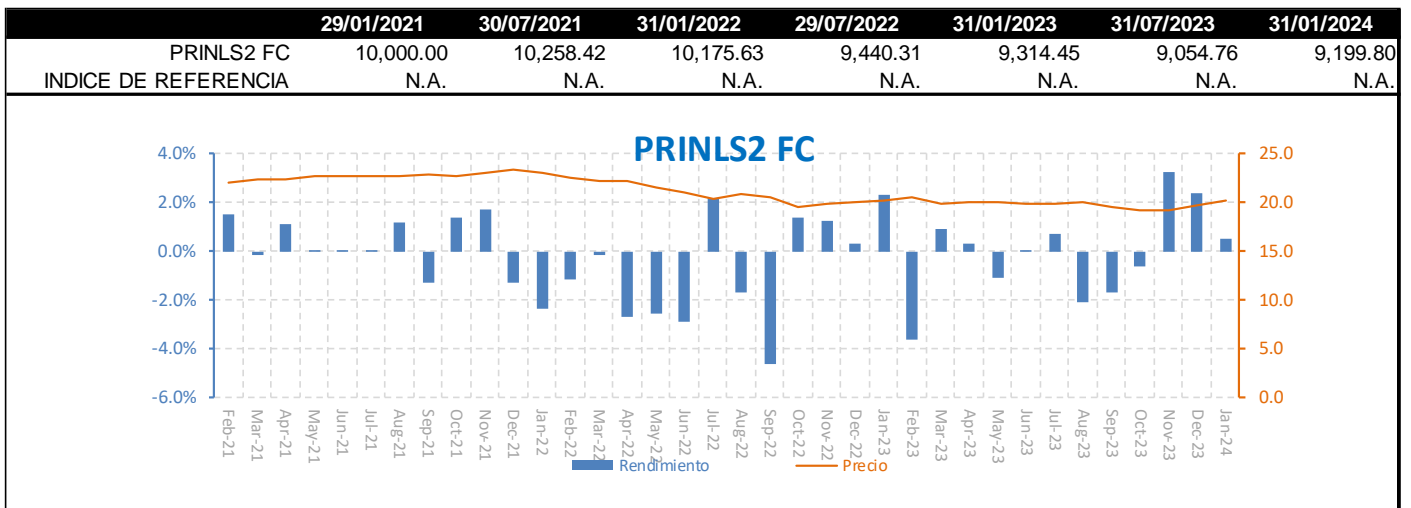 29/01/2021 30/07/2021 31/01/2022 29/07/2022 31/01/2023 31/07/2023 31/01/2024
PRINLS2 FC 10,000.00 10,258.42 10,175.63 9,440.31 9,314.45 9,054.76 9,199.80
INDICE DE REFERENCIA N.A. N.A. N.A. N.A. N.A. N.A. N.A.
PRINLS2 FC
4.0% 25.0
2.0% 20.0
0.0% 15.0
-2.0% 10.0
-4.0% 5.0
-6.0% 0.0
Feb-21 Mar-21 Apr-21 May-21 Jun-21 Jul-21 Aug-21 Sep-21 Oct-21 Nov-21 Dec-21 Jan-22 Feb-22 Mar-22 Apr-22 May-22 Jun-22 Jul-22 Aug-22 Sep-22 Oct-22 Nov-22 Dec-22 Jan-23 Feb-23 Mar-23 Apr-23 May-23 Jun-23 Jul-23 Aug-23 Sep-23 Oct-23 Nov-23 Dec-23 Jan-24
Rendimiento Precio